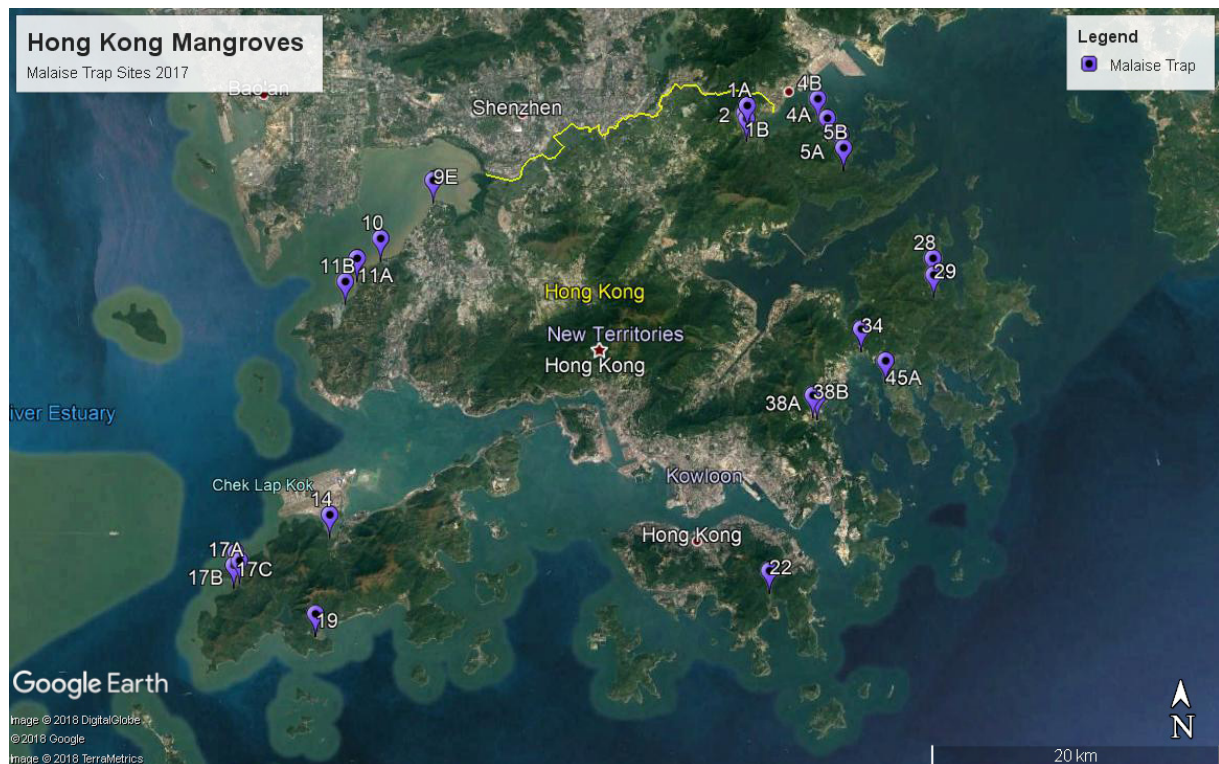 Hong Kong Mangroves
Malaise Trap Sites 2017
Legend
Malaise Trap
Bao'an
Shenzhen
1A
4B
2
1B
4A
5B
5A
9E
10
11B
11A
28
29
Hong Kong
New Territories
Hong Kong
34
45A
38A
38B
iver Estuary
Chek Lap Kok
14
Kowloon
Hong Kong
17A
17B
17C
22
19
Google Earth
Image © 2018 DigitalGlobe
© 2018 Google
Image © 2018 TerraMetrics
N
20 km